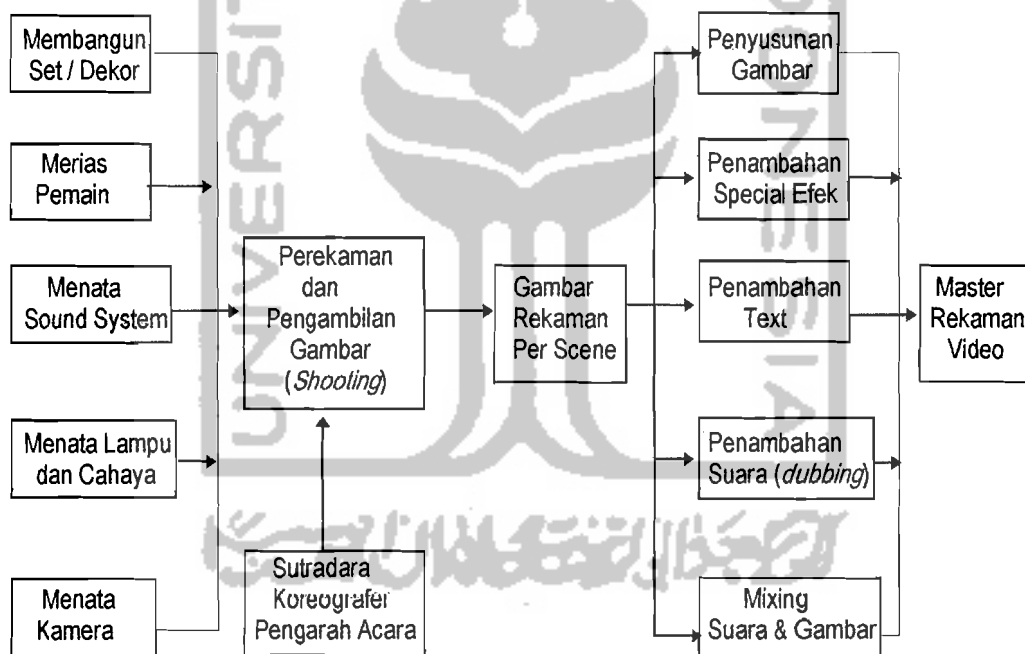 Membangun
Set / Dekor
Merias
Pemain
Menata
Sound System
Menata Lampu
dan Cahaya
Menata
Kamera
Perekaman
dan
Pengambilan
Gambar
(Shooting)
Sutradara
Koreografer
Pengarah Acara
Gambar
Rekaman
Per Scene
Penyusunan
Gambar
Penambahan
Special Efek
Penambahan
Text
Penambahan
Suara (dubbing)
Mixing
Suara & Gambar
Master
Rekaman
Video